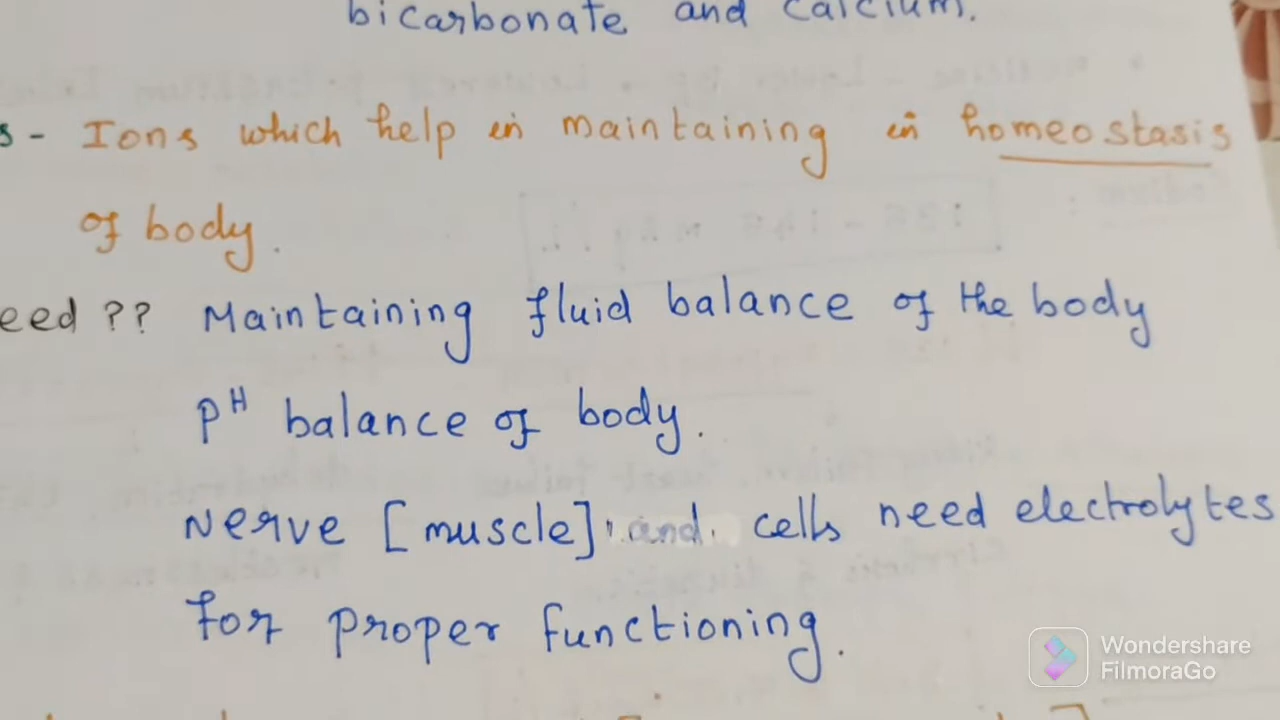 bicarbonate and calcium.
s - Ions which help in maintaining in homeostasis
of body.
eed ?? Maintaining fluid balance of the body
pH balance of body.
Nerve [muscle], and cells need electrolytes
for proper functioning.
Wondershare
FilmoraGo